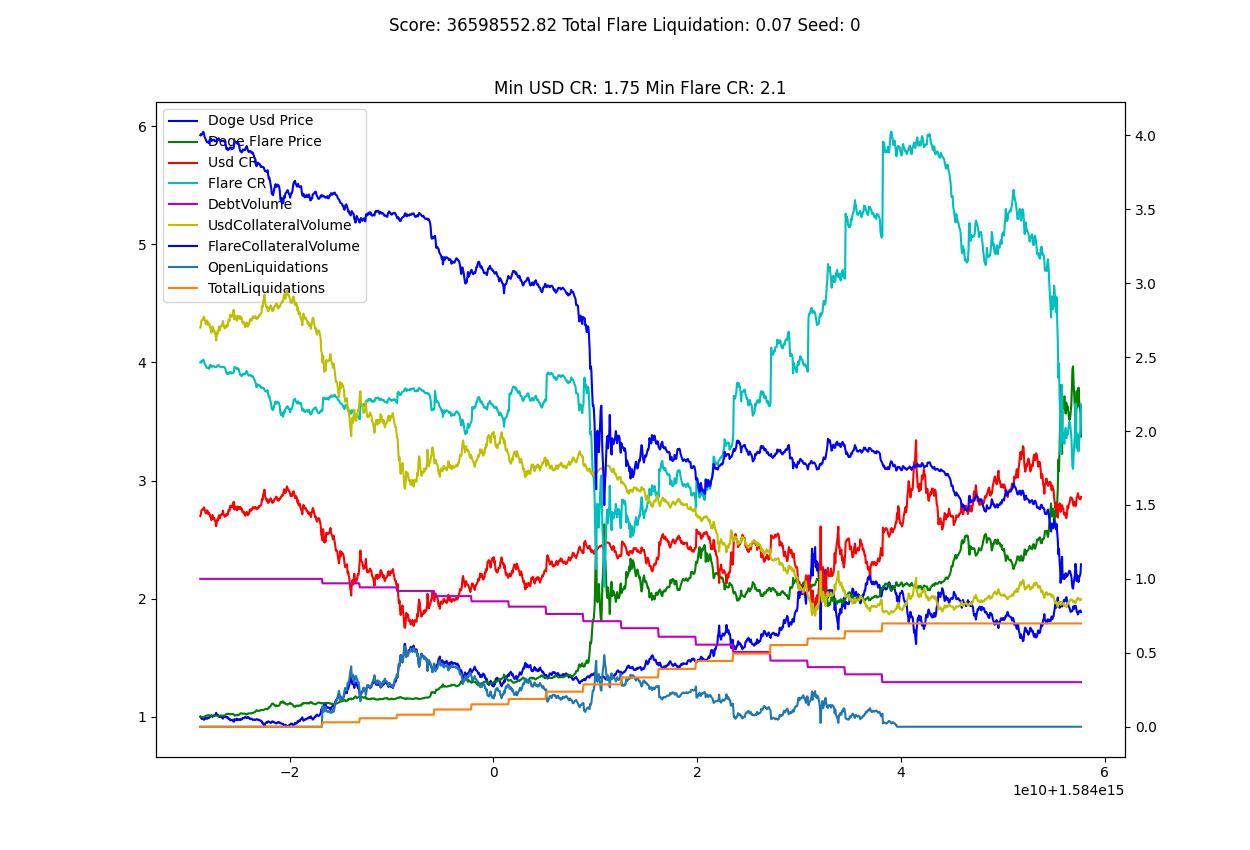 Score: 36598552.82 Total Flare Liquidation: 0.07 Seed: 0
Min USD CR: 1.75 Min Flare CR: 2.1
Doge Usd Price
Doge Flare Price
Usd CR
Flare CR
DebtVolume
UsdCollateralVolume
FlareCollateralVolume
OpenLiquidations
TotalLiquidations
6
5
4
3
2
1
4.0
3.5
3.0
2.5
2.0
1.5
1.0
0.5
0.0
−2
0
2
4
6
1e10+1.584e15